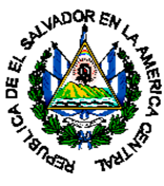 REPUBLICA DE EL SALVADOR EN LA AMERICA CENTRAL